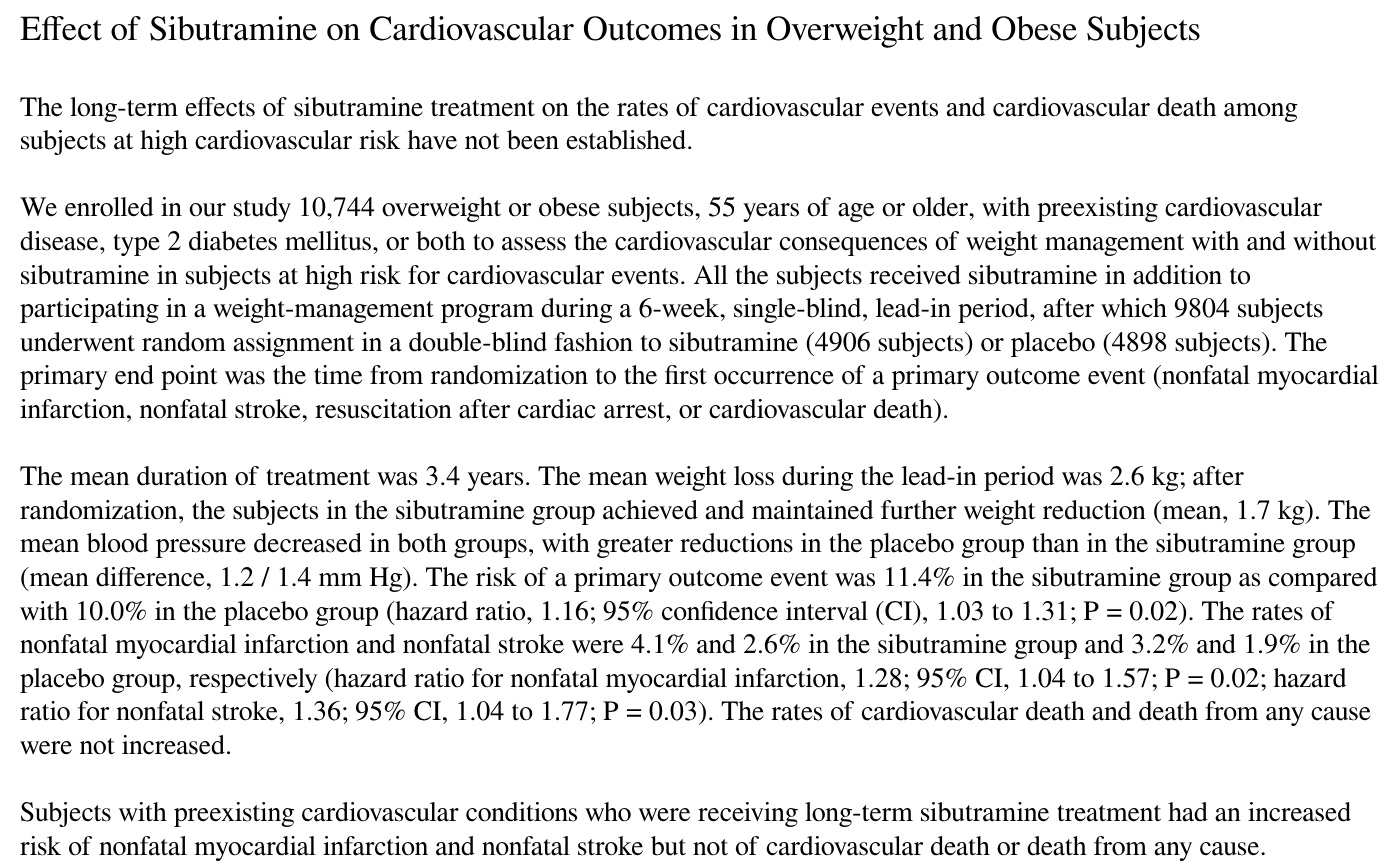 Effect of Sibutramine on Cardiovascular Outcomes in Overweight and Obese Subjects
The long-term effects of sibutramine treatment on the rates of cardiovascular events and cardiovascular death among
subjects at high cardiovascular risk have not been established.
We enrolled in our study 10,744 overweight or obese subjects, 55 years of age or older, with preexisting cardiovascular
disease, type 2 diabetes mellitus, or both to assess the cardiovascular consequences of weight management with and without
sibutramine in subjects at high risk for cardiovascular events. All the subjects received sibutramine in addition to
participating in a weight-management program during a 6-week, single-blind, lead-in period, after which 9804 subjects
underwent random assignment in a double-blind fashion to sibutramine (4906 subjects) or placebo (4898 subjects). The
primary end point was the time from randomization to the first occurrence of a primary outcome event (nonfatal myocardial
infarction, nonfatal stroke, resuscitation after cardiac arrest, or cardiovascular death).
The mean duration of treatment was 3.4 years. The mean weight loss during the lead-in period was 2.6 kg; after
randomization, the subjects in the sibutramine group achieved and maintained further weight reduction (mean, 1.7 kg). The
mean blood pressure decreased in both groups, with greater reductions in the placebo group than in the sibutramine group
(mean difference, 1.2 / 1.4 mm Hg). The risk of a primary outcome event was 11.4% in the sibutramine group as compared
with 10.0% in the placebo group (hazard ratio, 1.16; 95% confidence interval (CI), 1.03 to 1.31; P = 0.02). The rates of
nonfatal myocardial infarction and nonfatal stroke were 4.1% and 2.6% in the sibutramine group and 3.2% and 1.9% in the
placebo group, respectively (hazard ratio for nonfatal myocardial infarction, 1.28; 95% CI, 1.04 to 1.57; P = 0.02; hazard
ratio for nonfatal stroke, 1.36; 95% CI, 1.04 to 1.77; P = 0.03). The rates of cardiovascular death and death from any cause
were not increased.
Subjects with preexisting cardiovascular conditions who were receiving long-term sibutramine treatment had an increased
risk of nonfatal myocardial infarction and nonfatal stroke but not of cardiovascular death or death from any cause.